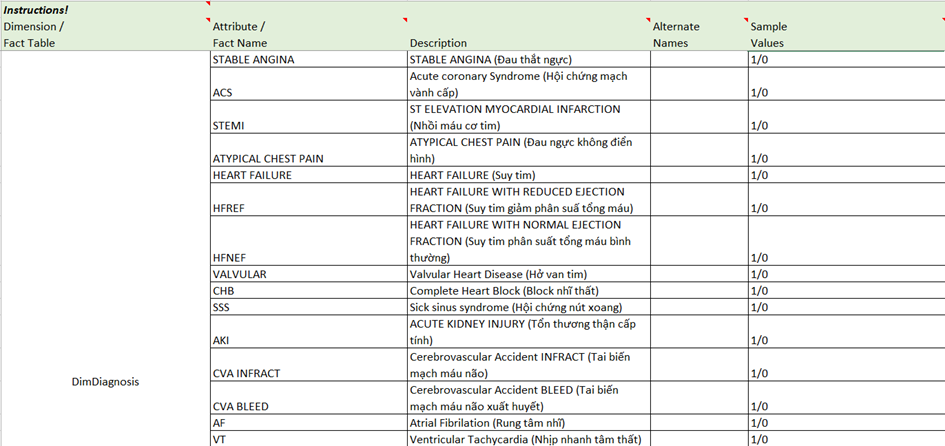 Instructions!
Dimension /
Fact Table
Attribute /
Fact Name
Description
Alternate
Names
Sample
Values
DimDiagnosis
STABLE ANGINA
STABLE ANGINA (Đau thắt ngực)
1/0
ACS
Acute coronary Syndrome (Hội chứng mạch
vành cấp)
1/0
STEMI
ST ELEVATION MYOCARDIAL INFARCTION
(Nhồi máu cơ tim)
1/0
ATYPICAL CHEST PAIN
ATYPICAL CHEST PAIN (Đau ngực không điển
hình)
1/0
HEART FAILURE
HEART FAILURE (Suy tim)
1/0
HFREF
HEART FAILURE WITH REDUCED EJECTION
FRACTION (Suy tim giảm phân suấ tổng máu)
1/0
HFNEF
HEART FAILURE WITH NORMAL EJECTION
FRACTION (Suy tim phân suất tổng máu bình
thường)
1/0
VALVULAR
Valvular Heart Disease (Hở van tim)
1/0
CHB
Complete Heart Block (Block nhĩ thất)
1/0
SSS
Sick sinus syndrome (Hội chứng nút xoang)
1/0
AKI
ACUTE KIDNEY INJURY (Tổn thương thận cấp
tính)
1/0
CVA INFRACT
Cerebrovascular Accident INFRACT (Tai biến
mạch máu não)
1/0
CVA BLEED
Cerebrovascular Accident BLEED (Tai biến
mạch máu não xuất huyết)
1/0
AF
Atrial Fibrilation (Rung tâm nhĩ)
1/0
VT
Ventricular Tachycardia (Nhịp nhanh tâm thất)
1/0